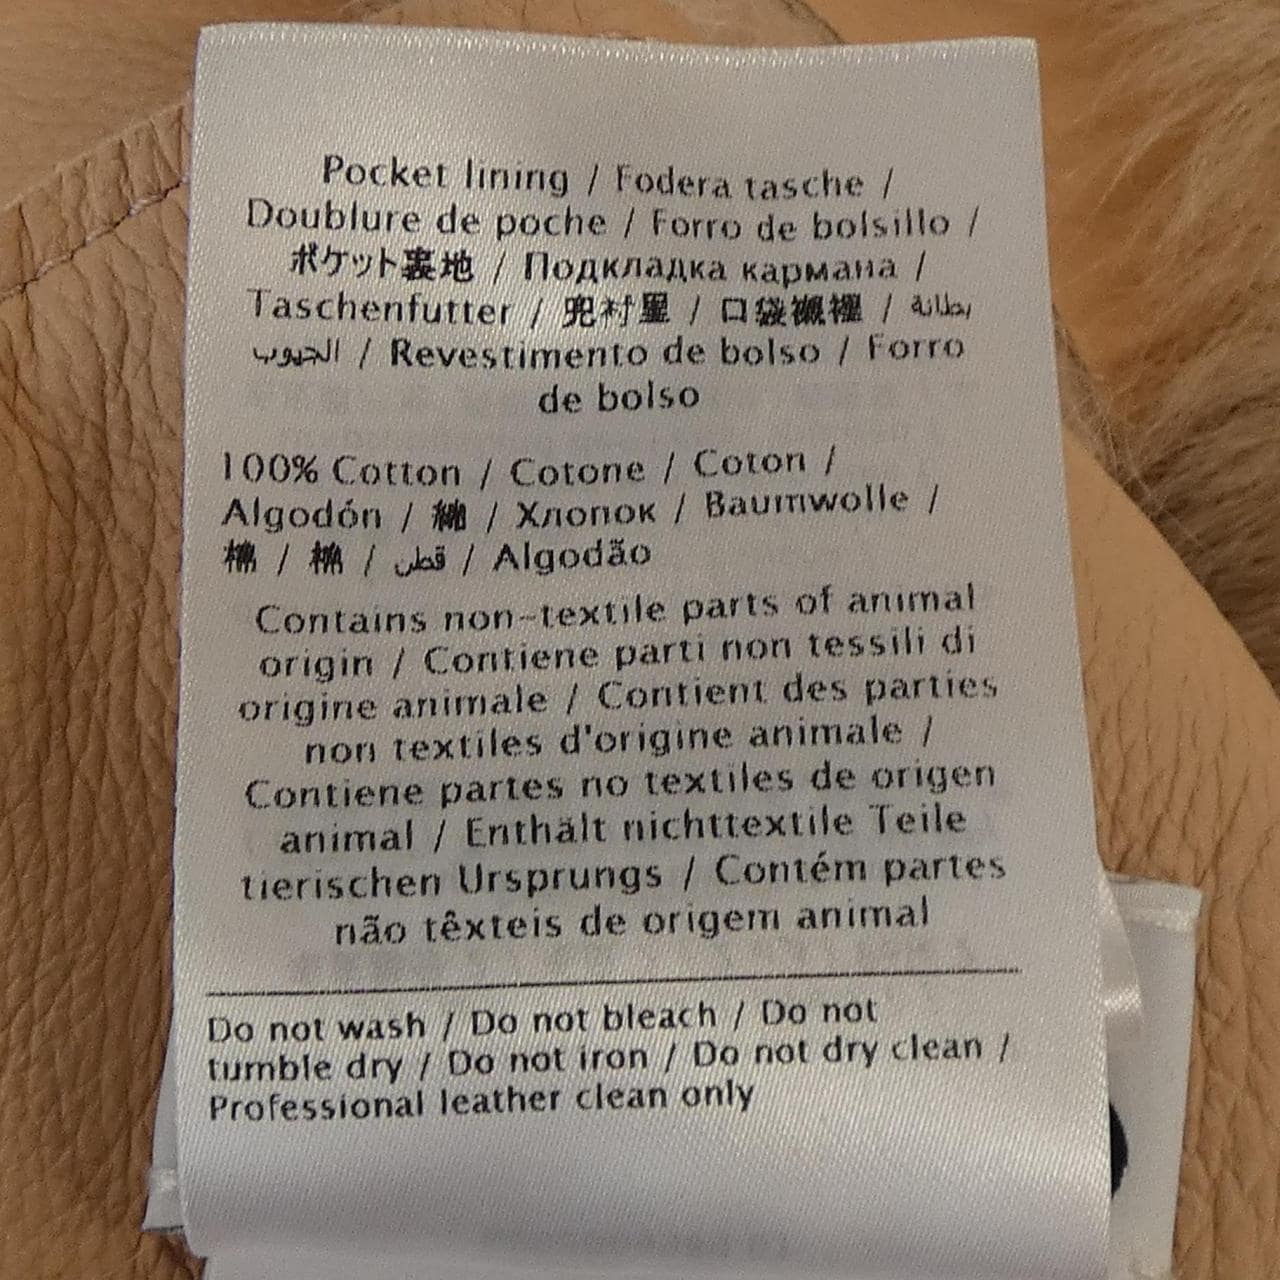 Pocket lining / Fodera tasche /
Doublure de poche / Forro de bolsillo /
ポケット裏地 / Подкладка кармана /
Taschenfutter / 兜村里 / 口袋襯裡 / بطانة
الجيوب / Revestimento de bolso / Forro
de bolso
100% Cotton / Cotone / Coton /
Algodón / 綿 / Хлопок / Baumwolle /
棉 / 棉 / قطن / Algodão
Contains non-textile parts of animal
origin / Contiene parti non tessili di
origine animale / Contient des parties
non textiles d'origine animale /
Contiene partes no textiles de origen
animal / Enthält nichttextile Teile
tierischen Ursprungs / Contém partes
não têxteis de origem animal
Do not wash / Do not bleach / Do not
tumble dry / Do not iron / Do not dry clean /
Professional leather clean only